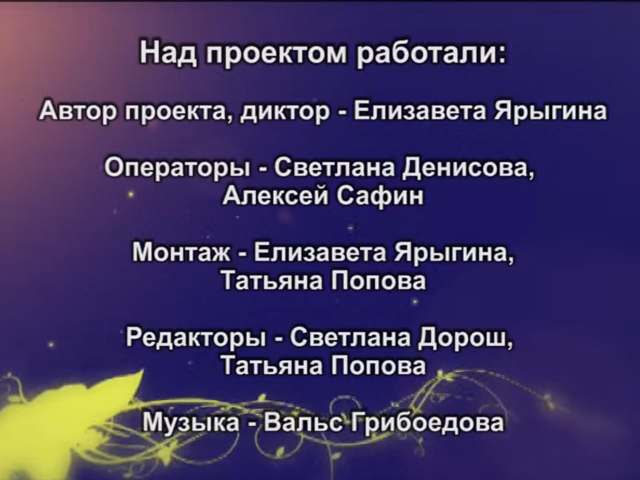 Над проектом работали:
Автор проекта, диктор - Елизавета Ярыгина
Операторы - Светлана Денисова,
Алексей Сафин
Монтаж - Елизавета Ярыгина,
Татьяна Попова
Редакторы - Светлана Дорош,
Татьяна Попова
Музыка - Вальс Грибоедова